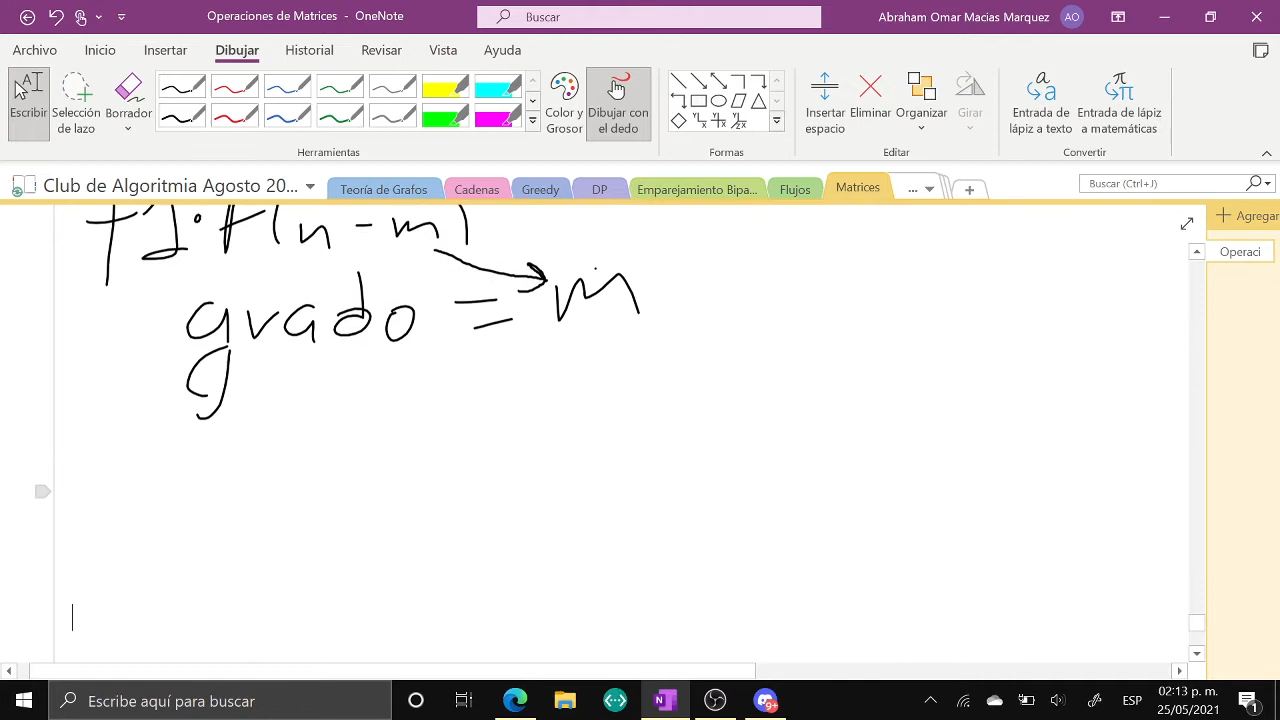 Operaciones de Matrices - OneNote
Buscar
Abraham Omar Macias Marquez
AO
Archivo
Inicio
Insertar
Dibujar
Historial
Revisar
Vista
Ayuda
Escribir
Selección de lazo
Borrador
Color y Grosor
Dibujar con el dedo
Insertar espacio
Eliminar
Organizar
Girar
Entrada de lápiz a texto
Entrada de lápiz a matemáticas
Herramientas
Formas
Editar
Convertir
Club de Algoritmia Agosto 20...
Teoría de Grafos
Cadenas
Greedy
DP
Emparejamiento Bipa...
Flujos
Matrices
...
Buscar (Ctrl+J)
Agregar
Operaci
(n - m)
grado = m
Escribe aquí para buscar
9+
ESP
02:13 p. m.
25/05/2021
1